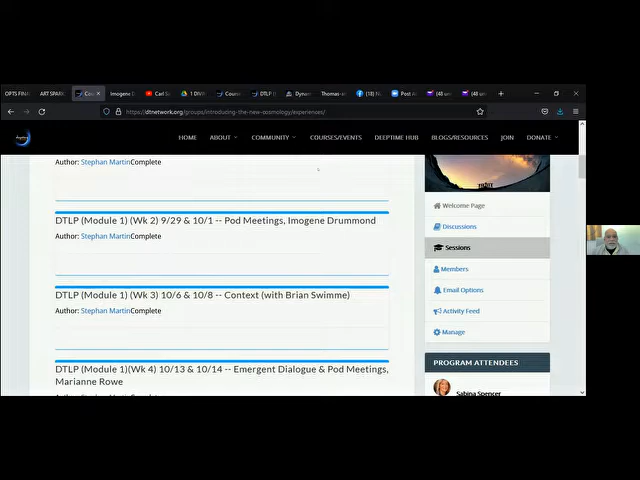 OPTS FINA
ART SPARK
Co
Imogene D
Carl Sa
1 DIVI
Coun
DTLP (
Dynam
Thomas-
(18) N
Post A
(48 un
(48 un
https://dtnetwork.org/groups/introducing-the-new-cosmology/experiences/
HOME ABOUT COMMUNITY COURSES/EVENTS DEEPTIME HUB BLOGS/RESOURCES JOIN DONATE
Author: Stephan MartinComplete
DTLP (Module 1) (Wk 2) 9/29 & 10/1 -- Pod Meetings, Imogene Drummond
Author: Stephan MartinComplete
DTLP (Module 1) (Wk 3) 10/6 & 10/8 -- Context (with Brian Swimme)
Author: Stephan MartinComplete
DTLP (Module 1)(Wk 4) 10/13 & 10/14 -- Emergent Dialogue & Pod Meetings,
Marianne Rowe
Welcome Page
Discussions
Sessions
Members
Email Options
Activity Feed
Manage
PROGRAM ATTENDEES
Sabina Spencer